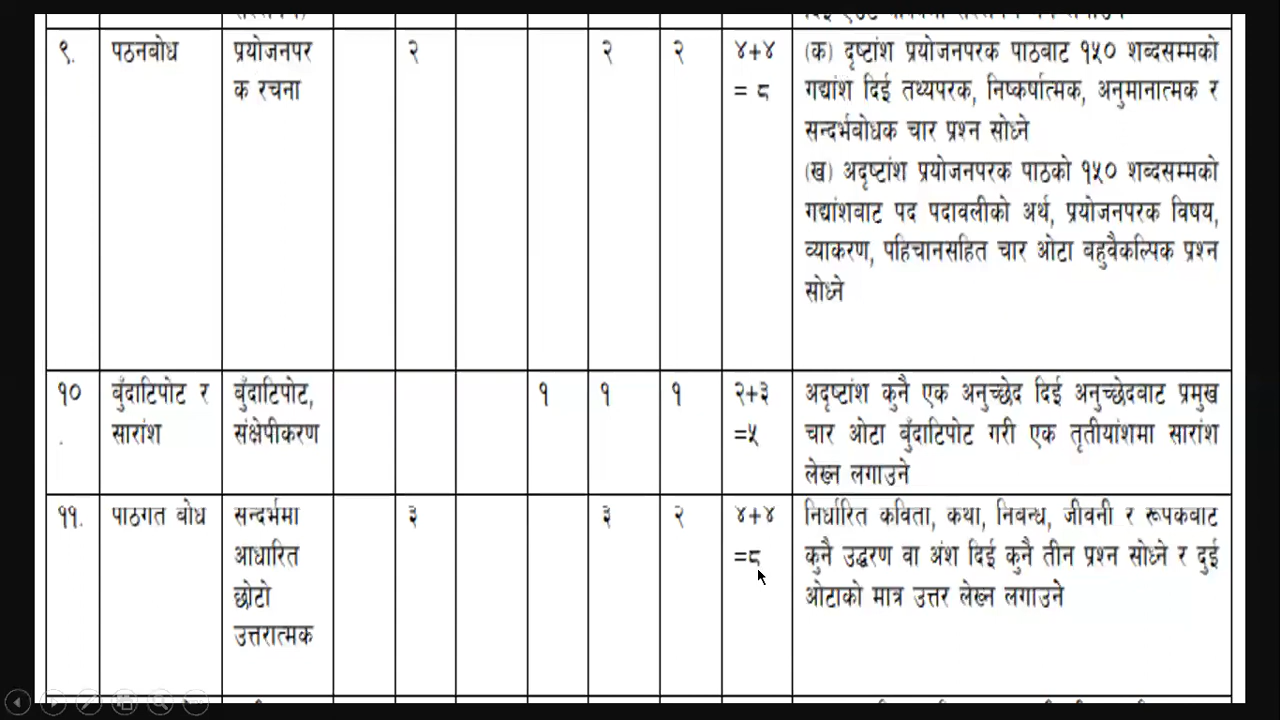 ९. पठनबोध प्रयोजनपर २ २ २ ४+४ (क) दृष्टांश प्रयोजनपरक पाठबाट १५० शब्दसम्मको
क रचना = ८ गद्यांश दिई तथ्यपरक, निष्कर्षात्मक, अनुमानात्मक र
सन्दर्भबोधक चार प्रश्न सोध्ने
(ख) अदृष्टांश प्रयोजनपरक पाठको १५० शब्दसम्मको
गद्यांशबाट पद पदावलीको अर्थ, प्रयोजनपरक विषय,
व्याकरण, पहिचानसहित चार ओटा बहुवैकल्पिक प्रश्न
सोध्ने
१० बुँदाटिपोट र बुँदाटिपोट, १ १ १ २+३ अदृष्टांश कुनै एक अनुच्छेद दिई अनुच्छेदबाट प्रमुख
. सारांश संक्षेपीकरण =५ चार ओटा बुँदाटिपोट गरी एक तृतीयांशमा सारांश
लेख्न लगाउने
११. पाठगत बोध सन्दर्भमा ३ ३ २ ४+४ निर्धारित कविता, कथा, निबन्ध, जीवनी र रूपकबाट
आधारित =८ कुनै उद्धरण वा अंश दिई कुनै तीन प्रश्न सोध्ने र दुई
छोटो ओटाको मात्र उत्तर लेख्न लगाउने
उत्तरात्मक